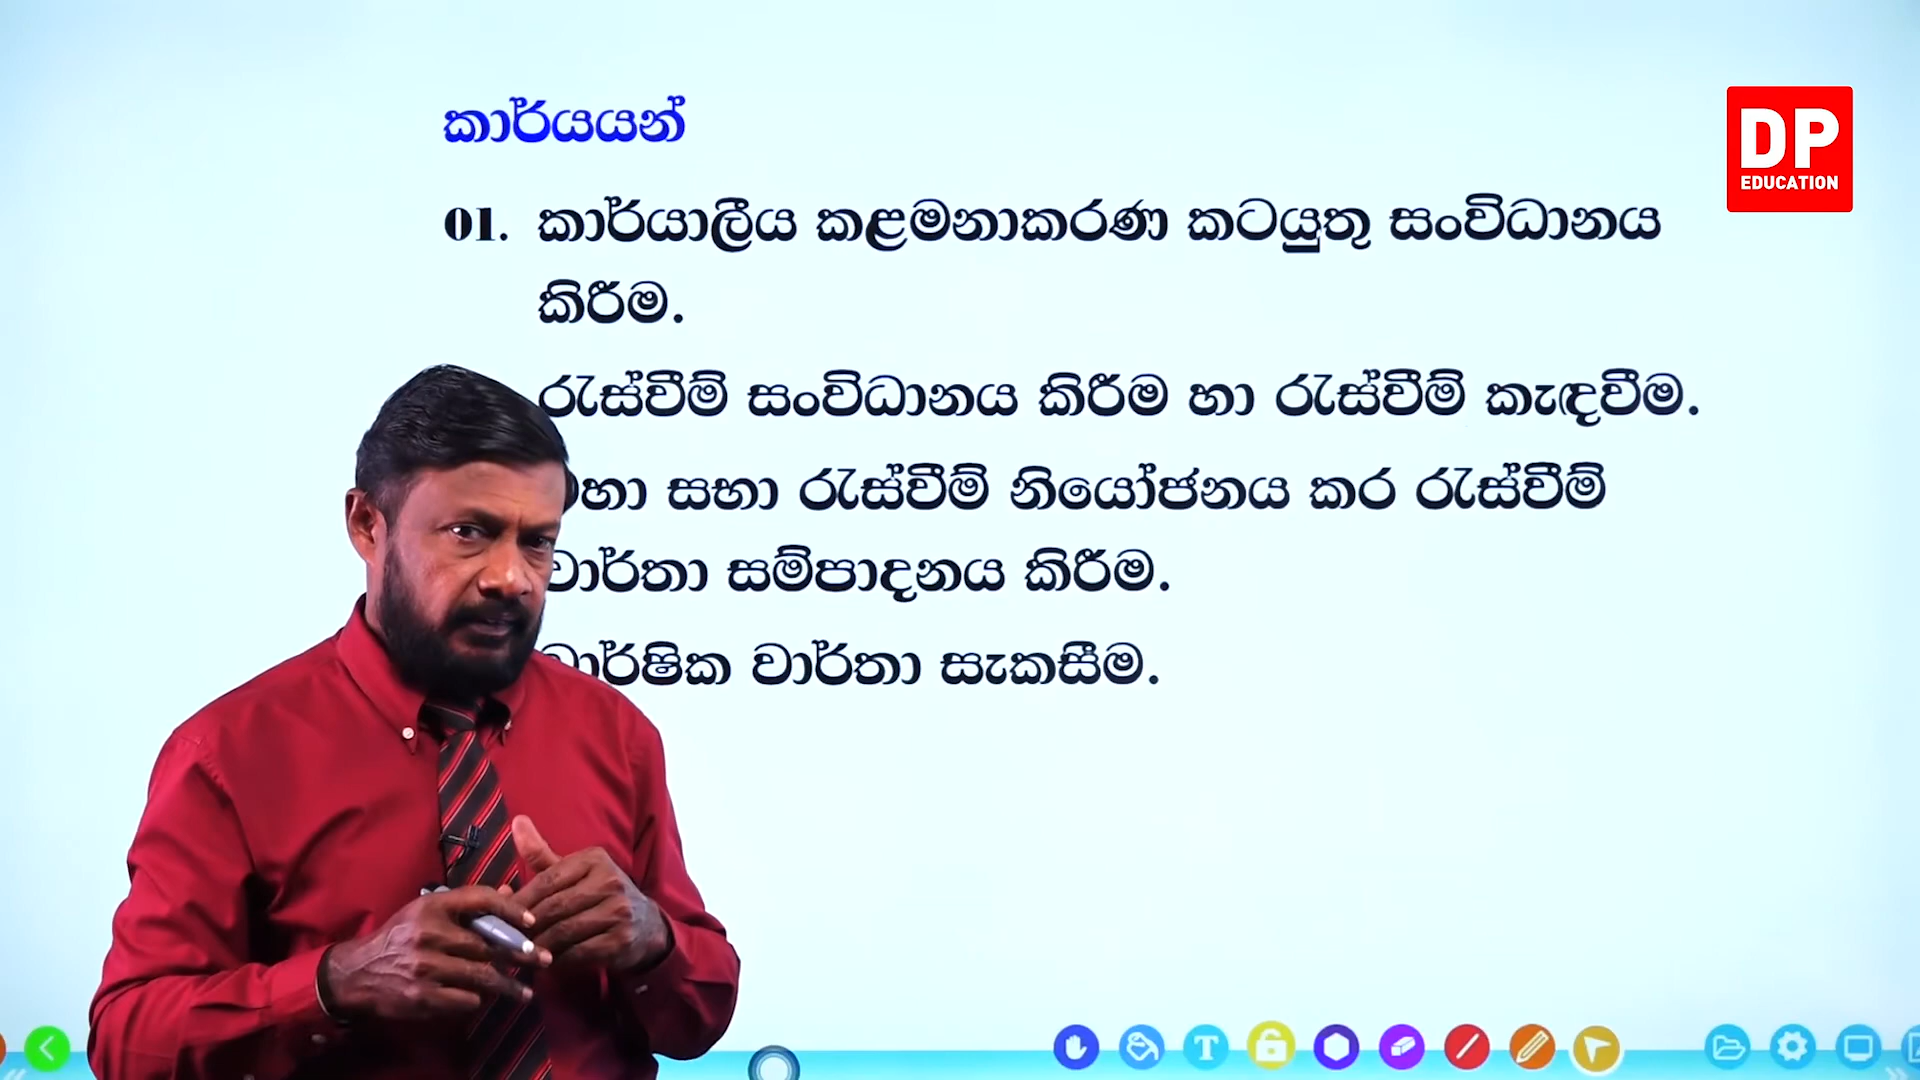 කාර්යයන්
DP
EDUCATION
01. කාර්යාලීය කළමනාකරණ කටයුතු සංවිධානය
කිරීම.
රැස්වීම් සංවිධානය කිරීම හා රැස්වීම් කැඳවීම.
සභා රැස්වීම් නියෝජනය කර රැස්වීම්
වාර්තා සම්පාදනය කිරීම.
වාර්ෂික වාර්තා සැකසීම.